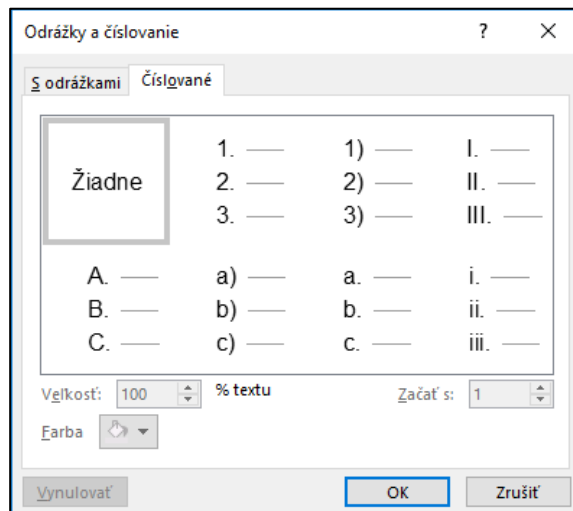 Odrážky a číslovanie ?
S odrážkami Číslované
Žiadne
1.
2.
3.
1)
2)
3)
I.
II.
III.
A.
B.
C.
a)
b)
c)
a.
b.
c.
i.
ii.
iii.
Veľkosť: 100 % textu Začať s: 1
Farba
Vynulovať OK Zrušiť